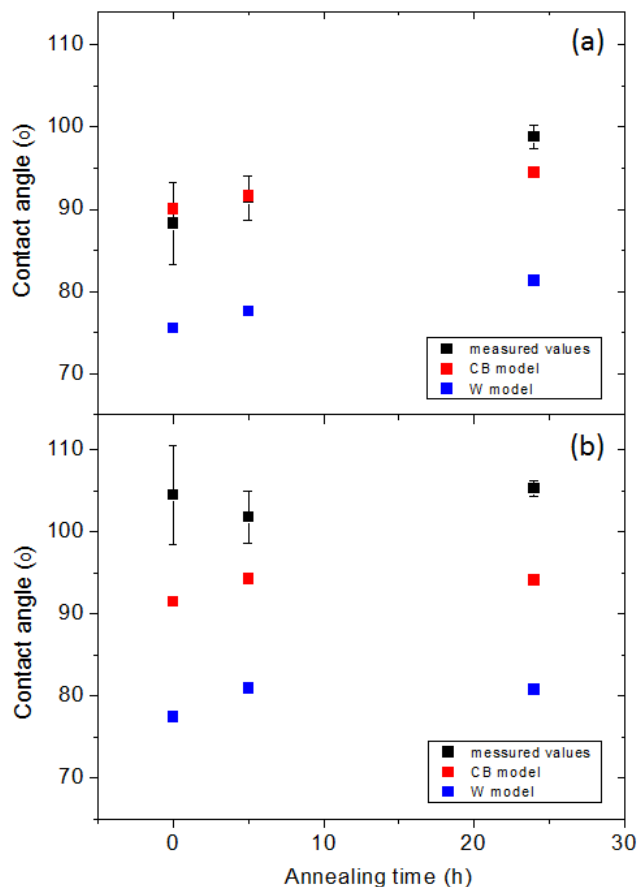 (a)
110
100
90
80
70
Contact angle (o)
measured values
CB model
W model
(b)
110
100
90
80
70
Contact angle (o)
messured values
CB model
W model
0
10
20
30
Annealing time (h)